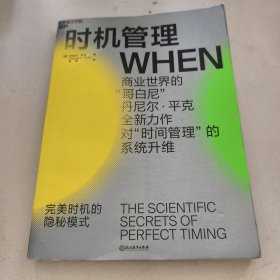 时机管理
WHEN
商业世界的
“哥白尼”
丹尼尔·平克
全新力作
对“时间管理”的
系统升维
完美时机的
隐秘模式
THE SCIENTIFIC
SECRETS OF
PERFECT TIMING